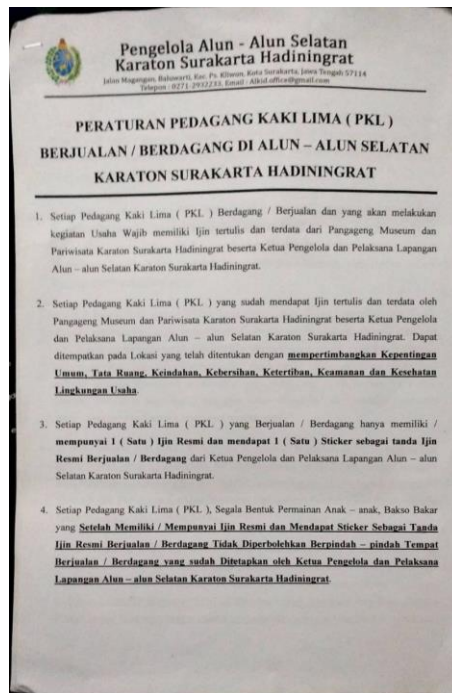 Pengelola Alun - Alun Selatan
Karaton Surakarta Hadiningrat
Jalan Magangan, Baluwarti, Kec. Ps. Kliwon, Kota Surakarta, Jawa Tengah 57114
Telepon : 0271-2932233, Email : Alkid.office@gmail.com
PERATURAN PEDAGANG KAKI LIMA ( PKL )
BERJUALAN / BERDAGANG DI ALUN – ALUN SELATAN
KARATON SURAKARTA HADININGRAT
1. Setiap Pedagang Kaki Lima ( PKL ) Berdagang / Berjualan dan yang akan melakukan
kegiatan Usaha Wajib memiliki Ijin tertulis dan terdata dari Pangageng Museum dan
Pariwisata Karaton Surakarta Hadiningrat beserta Ketua Pengelola dan Pelaksana Lapangan
Alun – alun Selatan Karaton Surakarta Hadiningrat.
2. Setiap Pedagang Kaki Lima ( PKL ) yang sudah mendapat Ijin tertulis dan terdata oleh
Pangageng Museum dan Pariwisata Karaton Surakarta Hadiningrat beserta Ketua Pengelola
dan Pelaksana Lapangan Alun – alun Selatan Karaton Surakarta Hadiningrat. Dapat
ditempatkan pada Lokasi yang telah ditentukan dengan mempertimbangkan Kepentingan
Umum, Tata Ruang, Keindahan, Kebersihan, Ketertiban, Keamanan dan Kesehatan
Lingkungan Usaha.
3. Setiap Pedagang Kaki Lima ( PKL ) yang Berjualan / Berdagang hanya memiliki /
mempunyai 1 ( Satu ) Ijin Resmi dan mendapat 1 ( Satu ) Sticker sebagai tanda Ijin
Resmi Berjualan / Berdagang dari Ketua Pengelola dan Pelaksana Lapangan Alun – alun
Selatan Karaton Surakarta Hadiningrat.
4. Setiap Pedagang Kaki Lima ( PKL ), Segala Bentuk Permainan Anak – anak, Bakso Bakar
yang Setelah Memiliki / Mempunyai Ijin Resmi dan Mendapat Sticker Sebagai Tanda
Ijin Resmi Berjualan / Berdagang Tidak Diperbolehkan Berpindah – pindah Tempat
Berjualan / Berdagang yang sudah Ditetapkan oleh Ketua Pengelola dan Pelaksana
Lapangan Alun – alun Selatan Karaton Surakarta Hadiningrat.